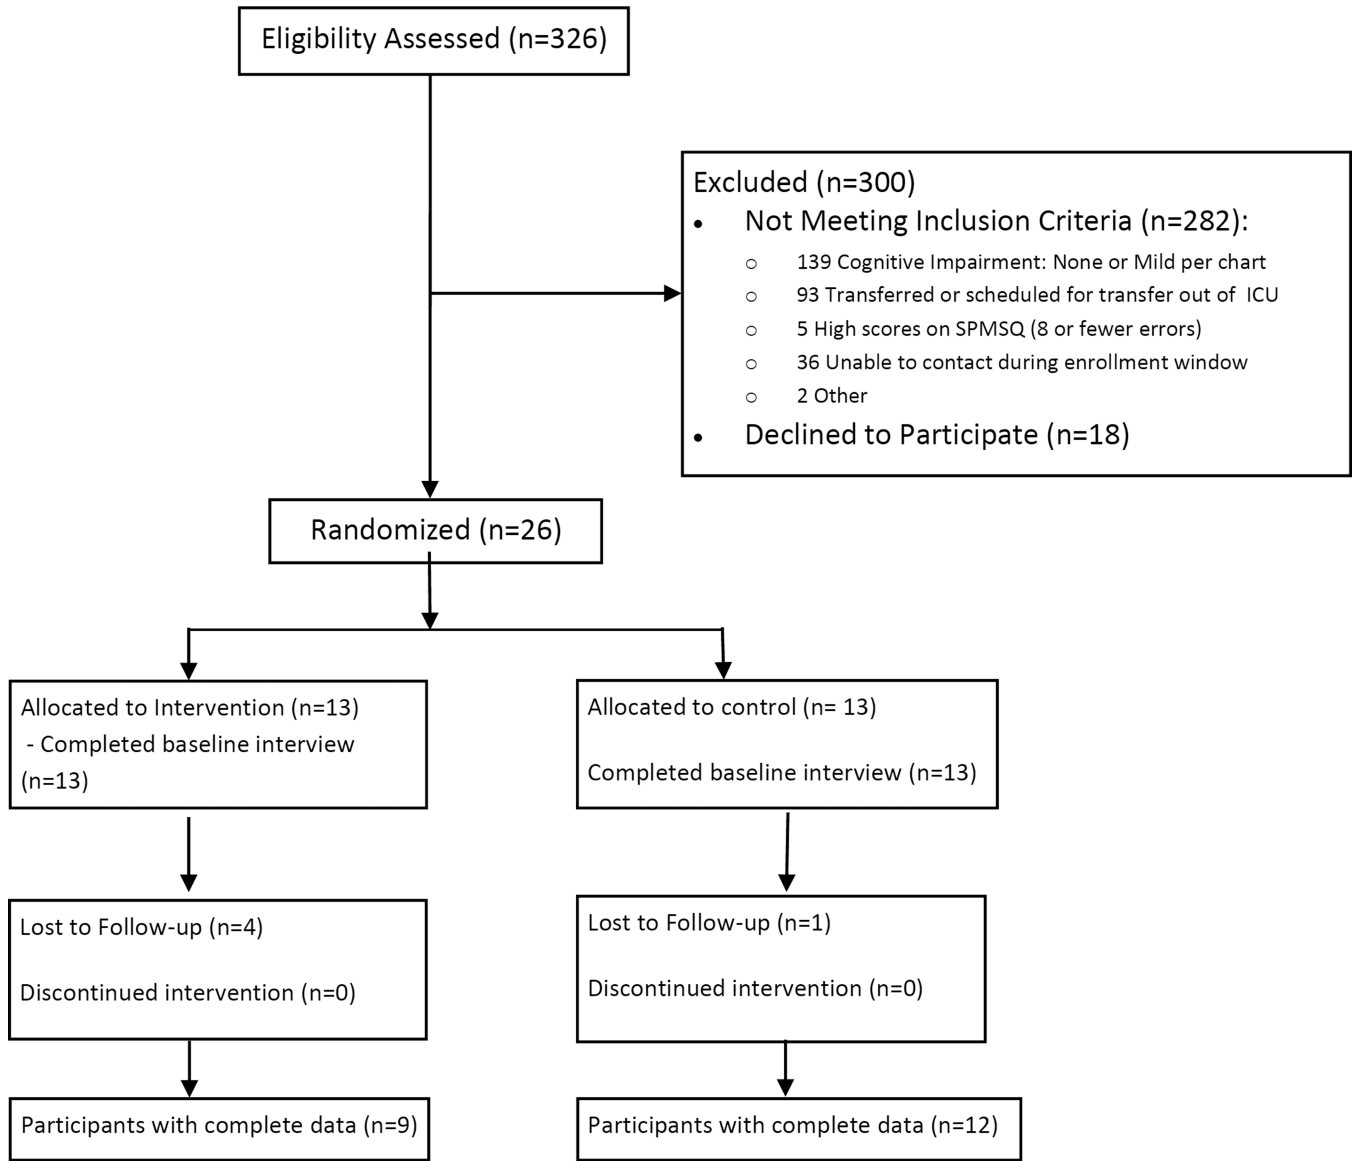 Eligibility Assessed (n=326)
Excluded (n=300)
• Not Meeting Inclusion Criteria (n=282):
o 139 Cognitive Impairment: None or Mild per chart
o 93 Transferred or scheduled for transfer out of ICU
o 5 High scores on SPMSQ (8 or fewer errors)
o 36 Unable to contact during enrollment window
o 2 Other
• Declined to Participate (n=18)
Randomized (n=26)
Allocated to Intervention (n=13)
- Completed baseline interview
(n=13)
Allocated to control (n= 13)
Completed baseline interview (n=13)
Lost to Follow-up (n=4)
Discontinued intervention (n=0)
Lost to Follow-up (n=1)
Discontinued intervention (n=0)
Participants with complete data (n=9)
Participants with complete data (n=12)